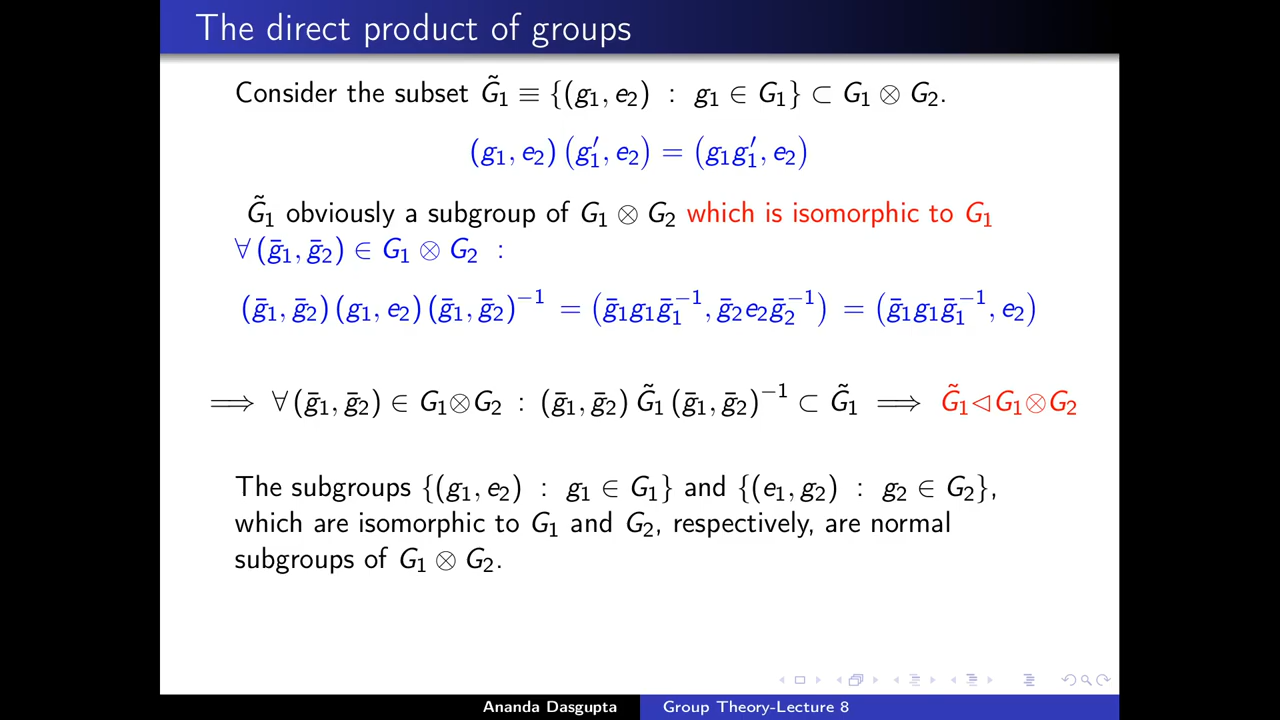 The direct product of groups
Consider the subset G̃₁ ≡ {(g₁, e₂) : g₁ ∈ G₁} ⊂ G₁ ⊗ G₂.
(g₁, e₂) (g₁′, e₂) = (g₁g₁′, e₂)
G̃₁ obviously a subgroup of G₁ ⊗ G₂ which is isomorphic to G₁
∀ (ḡ₁, ḡ₂) ∈ G₁ ⊗ G₂ :
(ḡ₁, ḡ₂) (g₁, e₂) (ḡ₁, ḡ₂)⁻¹ = (ḡ₁g₁ḡ₁⁻¹, ḡ₂e₂ḡ₂⁻¹) = (ḡ₁g₁ḡ₁⁻¹, e₂)
⟹ ∀ (ḡ₁, ḡ₂) ∈ G₁⊗G₂ : (ḡ₁, ḡ₂) G̃₁ (ḡ₁, ḡ₂)⁻¹ ⊂ G̃₁ ⟹ G̃₁◁G₁⊗G₂
The subgroups {(g₁, e₂) : g₁ ∈ G₁} and {(e₁, g₂) : g₂ ∈ G₂},
which are isomorphic to G₁ and G₂, respectively, are normal
subgroups of G₁ ⊗ G₂.
Ananda Dasgupta Group Theory-Lecture 8